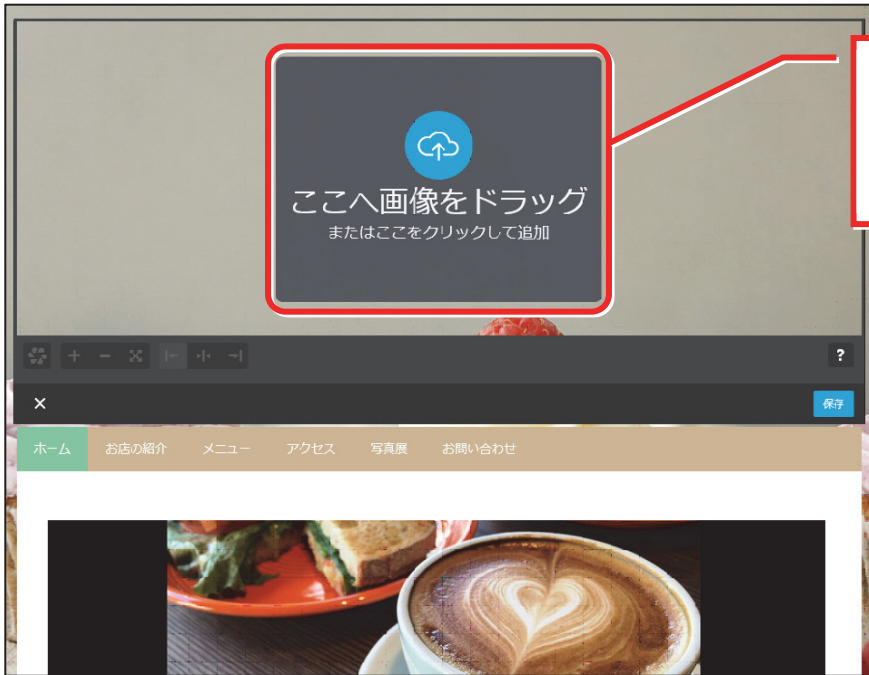 ここへ画像をドラッグ
またはここをクリックして追加
?
保存
ホーム お店の紹介 メニュー アクセス 写真展 お問い合わせ